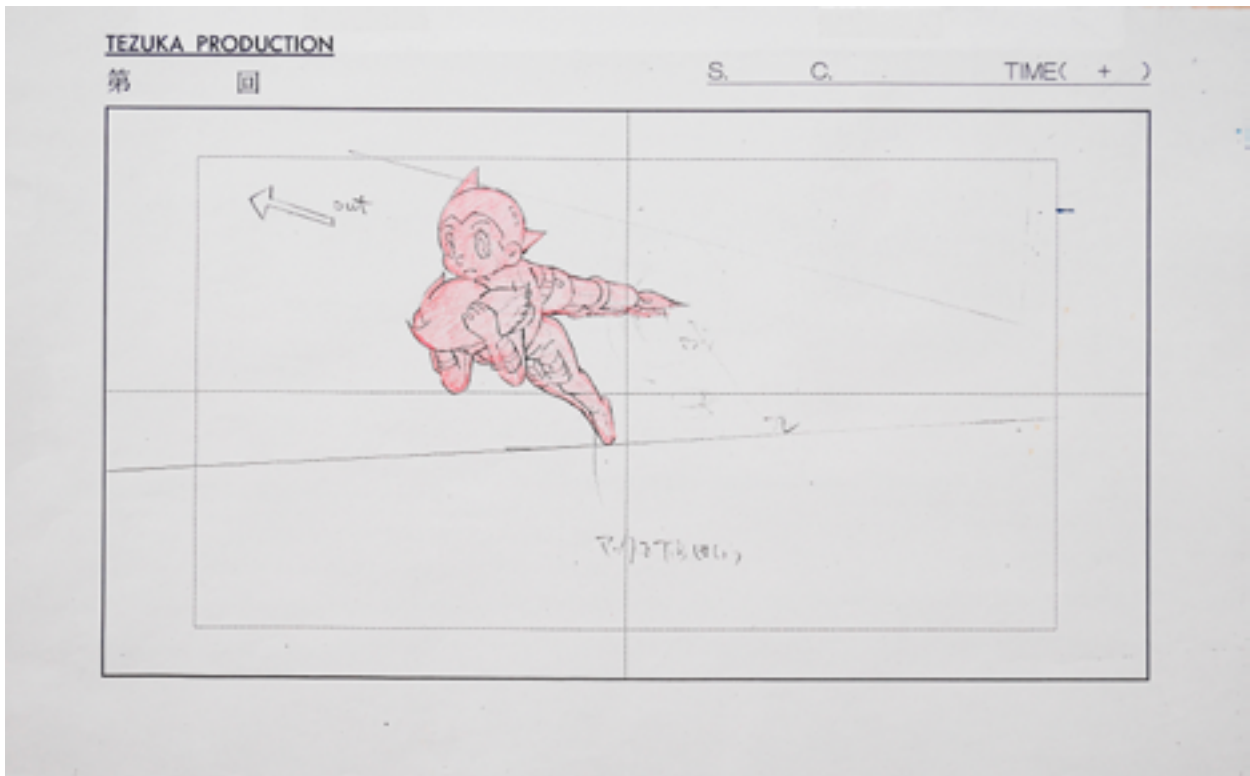 TEZUKA PRODUCTION
第 回
S. C. TIME( + )
out